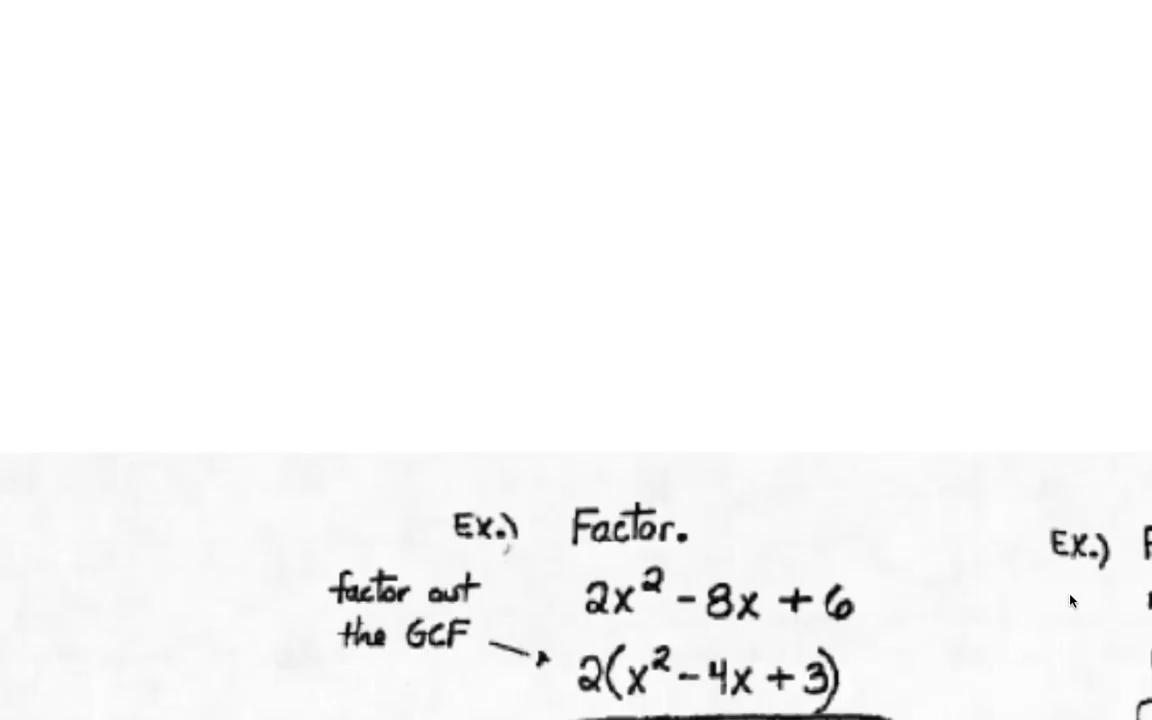 Ex.) Factor.
factor out
the GCF
2x² - 8x + 6
2(x² - 4x + 3)
Ex.)